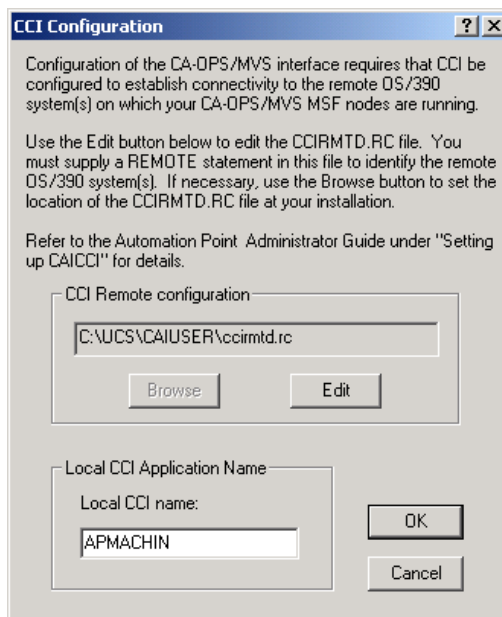 CCI Configuration
Configuration of the CA-OPS/MVS interface requires that CCI be
configured to establish connectivity to the remote OS/390
system(s) on which your CA-OPS/MVS MSF nodes are running.
Use the Edit button below to edit the CCIRMTD.RC file. You
must supply a REMOTE statement in this file to identify the remote
OS/390 system(s). If necessary, use the Browse button to set the
location of the CCIRMTD.RC file at your installation.
Refer to the Automation Point Administrator Guide under "Setting
up CAICCI" for details.
CCI Remote configuration
C:\UCS\CAIUSER\ccirmtd.rc
Browse
Edit
Local CCI Application Name
Local CCI name:
APMACHIN
OK
Cancel